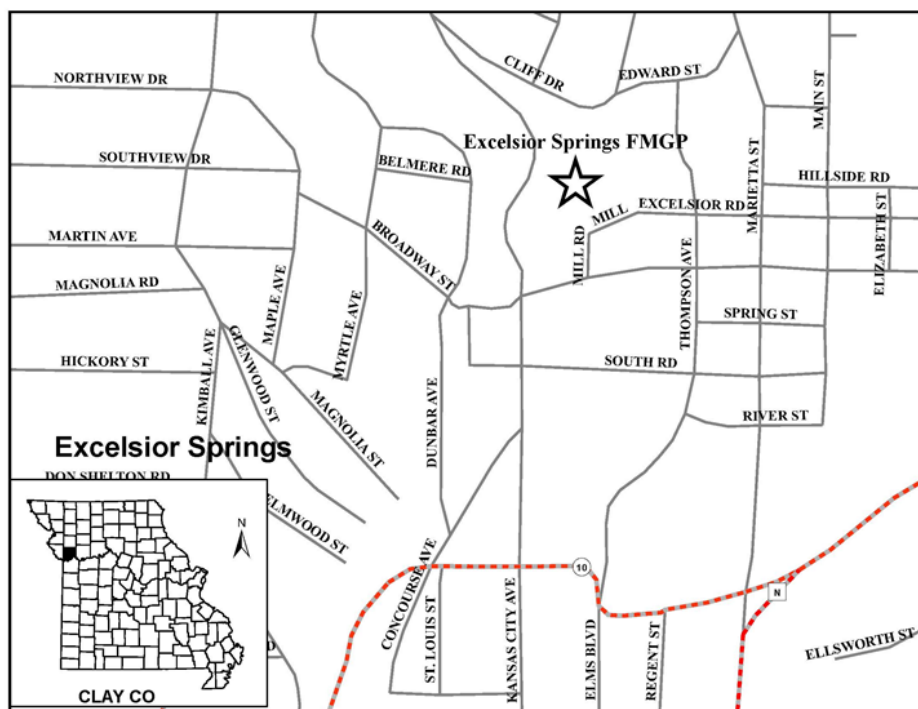 CLIFF DR
EDWARD ST
NORTHVIEW DR
MAIN ST
Excelsior Springs FMGP
SOUTHVIEW DR
BELMERE RD
MARIETTA ST
HILLSIDE RD
MILL
EXCELSIOR RD
ELIZABETH ST
MARTIN AVE
BROADWAY ST
MILL RD
THOMPSON AVE
MAGNOLIA RD
MAPLE AVE
MYRTLE AVE
SPRING ST
HICKORY ST
KIMBALL AVE
GLENWOOD ST
SOUTH RD
MAGNOLIA ST
DUNBAR AVE
RIVER ST
Excelsior Springs
DON SHELTON RD
ELMWOOD ST
N
10
N
CONCOURSE AVE
ST. LOUIS ST
KANSAS CITY AVE
ELMS BLVD
REGENT ST
ELLSWORTH ST
D
CLAY CO